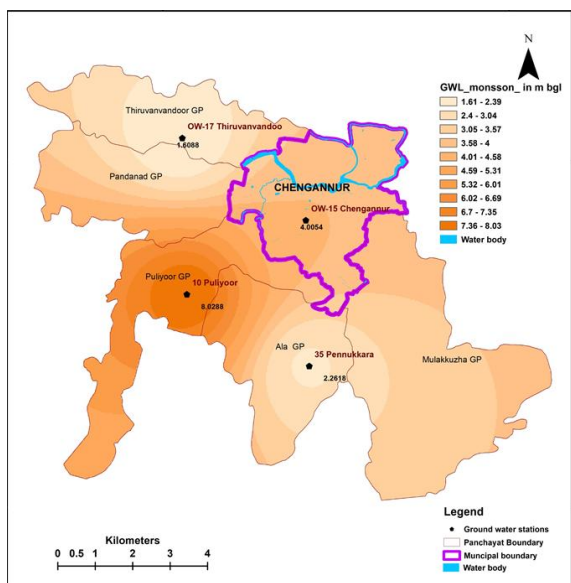 N
GWL_monsson_ in m bgl
1.61 - 2.39
2.4 - 3.04
3.05 - 3.57
3.58 - 4
4.01 - 4.58
4.59 - 5.31
5.32 - 6.01
6.02 - 6.69
6.7 - 7.35
7.36 - 8.03
Water body
Thiruvanvandoor GP
OW-17 Thiruvanvandoo
1.6088
Pandanad GP
CHENGANNUR
OW-15 Chengannur
4.0054
Puliyoor GP
10 Puliyoor
8.0288
Ala GP
35 Pennukkara
2.2618
Mulakkuzha GP
Legend
Ground water stations
Panchayat Boundary
Muncipal boundary
Water body
Kilometers
0 0.5 1 2 3 4